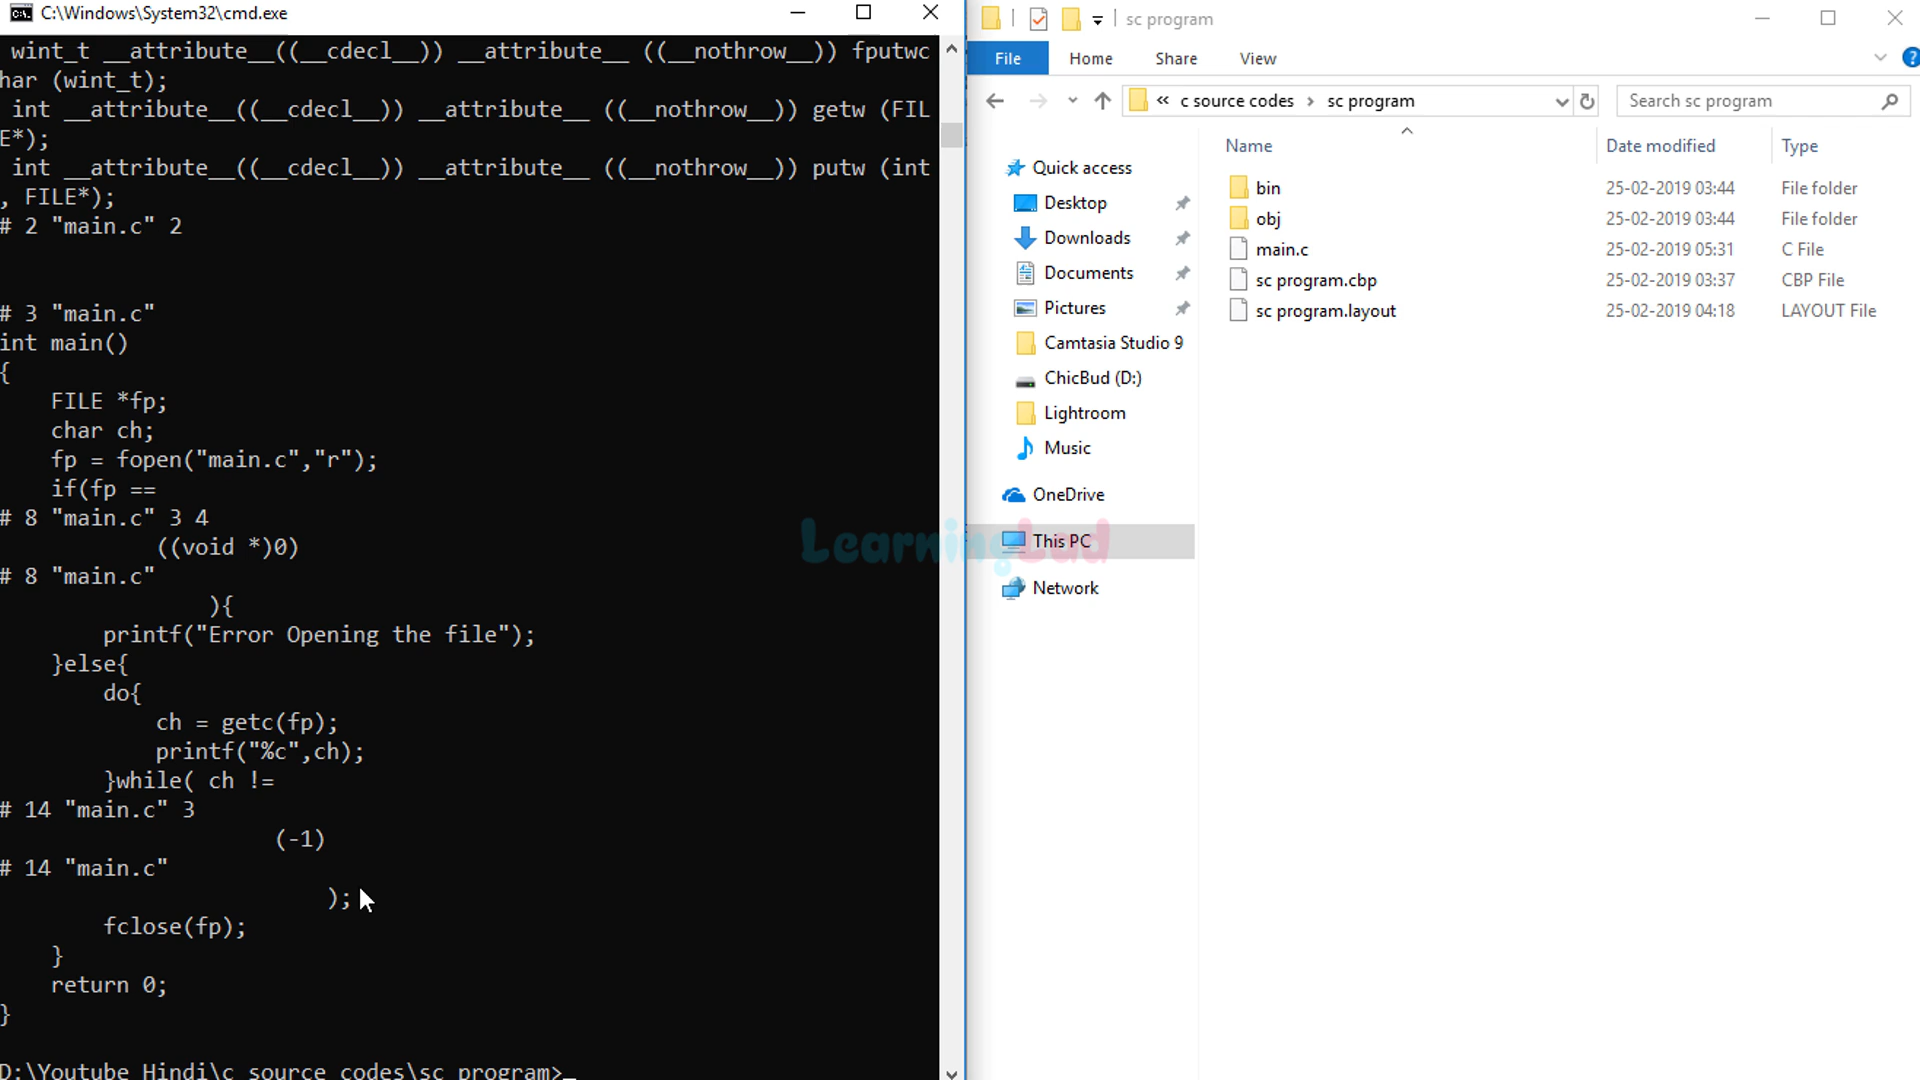 C:\Windows\System32\cmd.exe
wint_t __attribute__((__cdecl__)) __attribute__ ((__nothrow__)) fputwc
har (wint_t);
int __attribute__((__cdecl__)) __attribute__ ((__nothrow__)) getw (FIL
E*);
int __attribute__((__cdecl__)) __attribute__ ((__nothrow__)) putw (int
, FILE*);
# 2 "main.c" 2
# 3 "main.c"
int main()
{
FILE *fp;
char ch;
fp = fopen("main.c","r");
if(fp ==
# 8 "main.c" 3 4
((void *)0)
# 8 "main.c"
){
printf("Error Opening the file");
}else{
do{
ch = getc(fp);
printf("%c",ch);
}while( ch !=
# 14 "main.c" 3
(-1)
# 14 "main.c"
);
fclose(fp);
}
return 0;
}
D:\Youtube Hindi\c source codes\sc program>_
sc program
File Home Share View
« c source codes › sc program
Search sc program
Name Date modified Type
Quick access
Desktop
Downloads
Documents
Pictures
Camtasia Studio 9
ChicBud (D:)
Lightroom
Music
OneDrive
This PC
Network
bin 25-02-2019 03:44 File folder
obj 25-02-2019 03:44 File folder
main.c 25-02-2019 05:31 C File
sc program.cbp 25-02-2019 03:37 CBP File
sc program.layout 25-02-2019 04:18 LAYOUT File
LearningLad